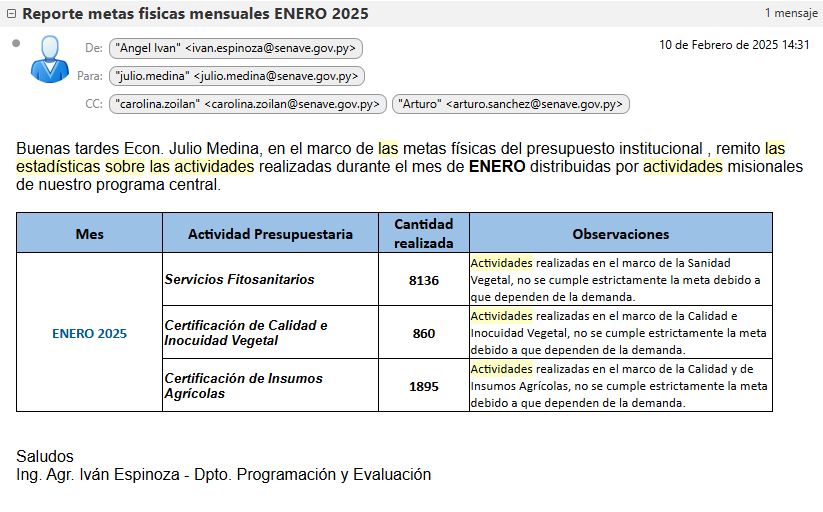 Reporte metas fisicas mensuales ENERO 2025
1 mensaje
De: "Angel Ivan" <ivan.espinoza@senave.gov.py>
10 de Febrero de 2025 14:31
Para: "julio.medina" <julio.medina@senave.gov.py>
CC: "carolina.zoilan" <carolina.zoilan@senave.gov.py> "Arturo" <arturo.sanchez@senave.gov.py>
Buenas tardes Econ. Julio Medina, en el marco de las metas físicas del presupuesto institucional , remito las
estadísticas sobre las actividades realizadas durante el mes de ENERO distribuidas por actividades misionales
de nuestro programa central.
Mes
Actividad Presupuestaria
Cantidad
realizada
Observaciones
ENERO 2025
Servicios Fitosanitarios
8136
Actividades realizadas en el marco de la Sanidad
Vegetal, no se cumple estrictamente la meta debido a
que dependen de la demanda.
Certificación de Calidad e
Inocuidad Vegetal
860
Actividades realizadas en el marco de la Calidad e
Inocuidad Vegetal, no se cumple estrictamente la meta
debido a que dependen de la demanda.
Certificación de Insumos
Agrícolas
1895
Actividades realizadas en el marco de la Calidad y de
Insumos Agrícolas, no se cumple estrictamente la meta
debido a que dependen de la demanda.
Saludos
Ing. Agr. Iván Espinoza - Dpto. Programación y Evaluación